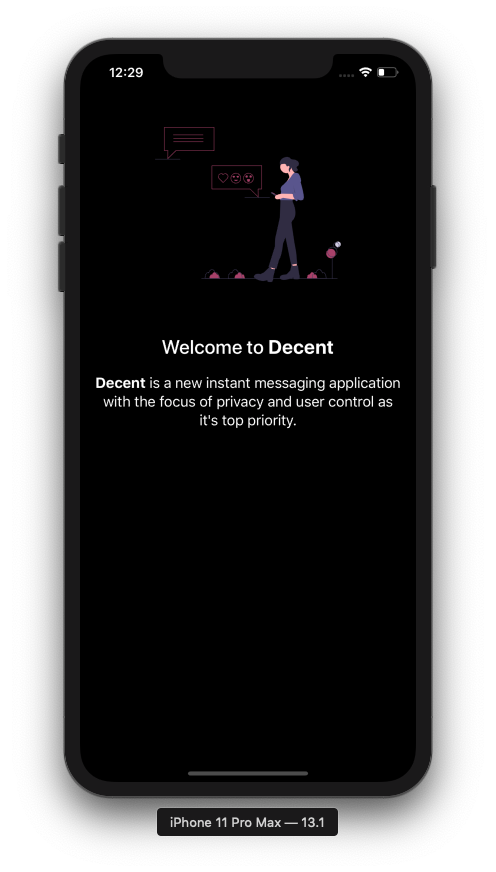 12:29
Welcome to Decent
Decent is a new instant messaging application
with the focus of privacy and user control as
it's top priority.
iPhone 11 Pro Max — 13.1